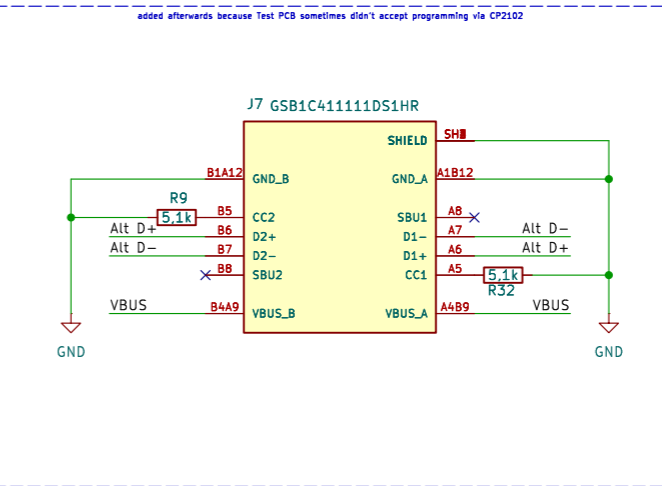 added afterwards because Test PCB sometimes didn't accept programming via CP2102
J7 GSB1C411111DS1HR
SHIELD
B1A12 GND_B GND_A A1B12
R9
5,1k B5 CC2 SBU1 A8
Alt D+ B6 D2+ D1- A7 Alt D-
Alt D- B7 D2- D1+ A6 Alt D+
B8 SBU2 CC1 A5 5,1k
R32
VBUS B4A9 VBUS_B VBUS_A A4B9 VBUS
GND GND